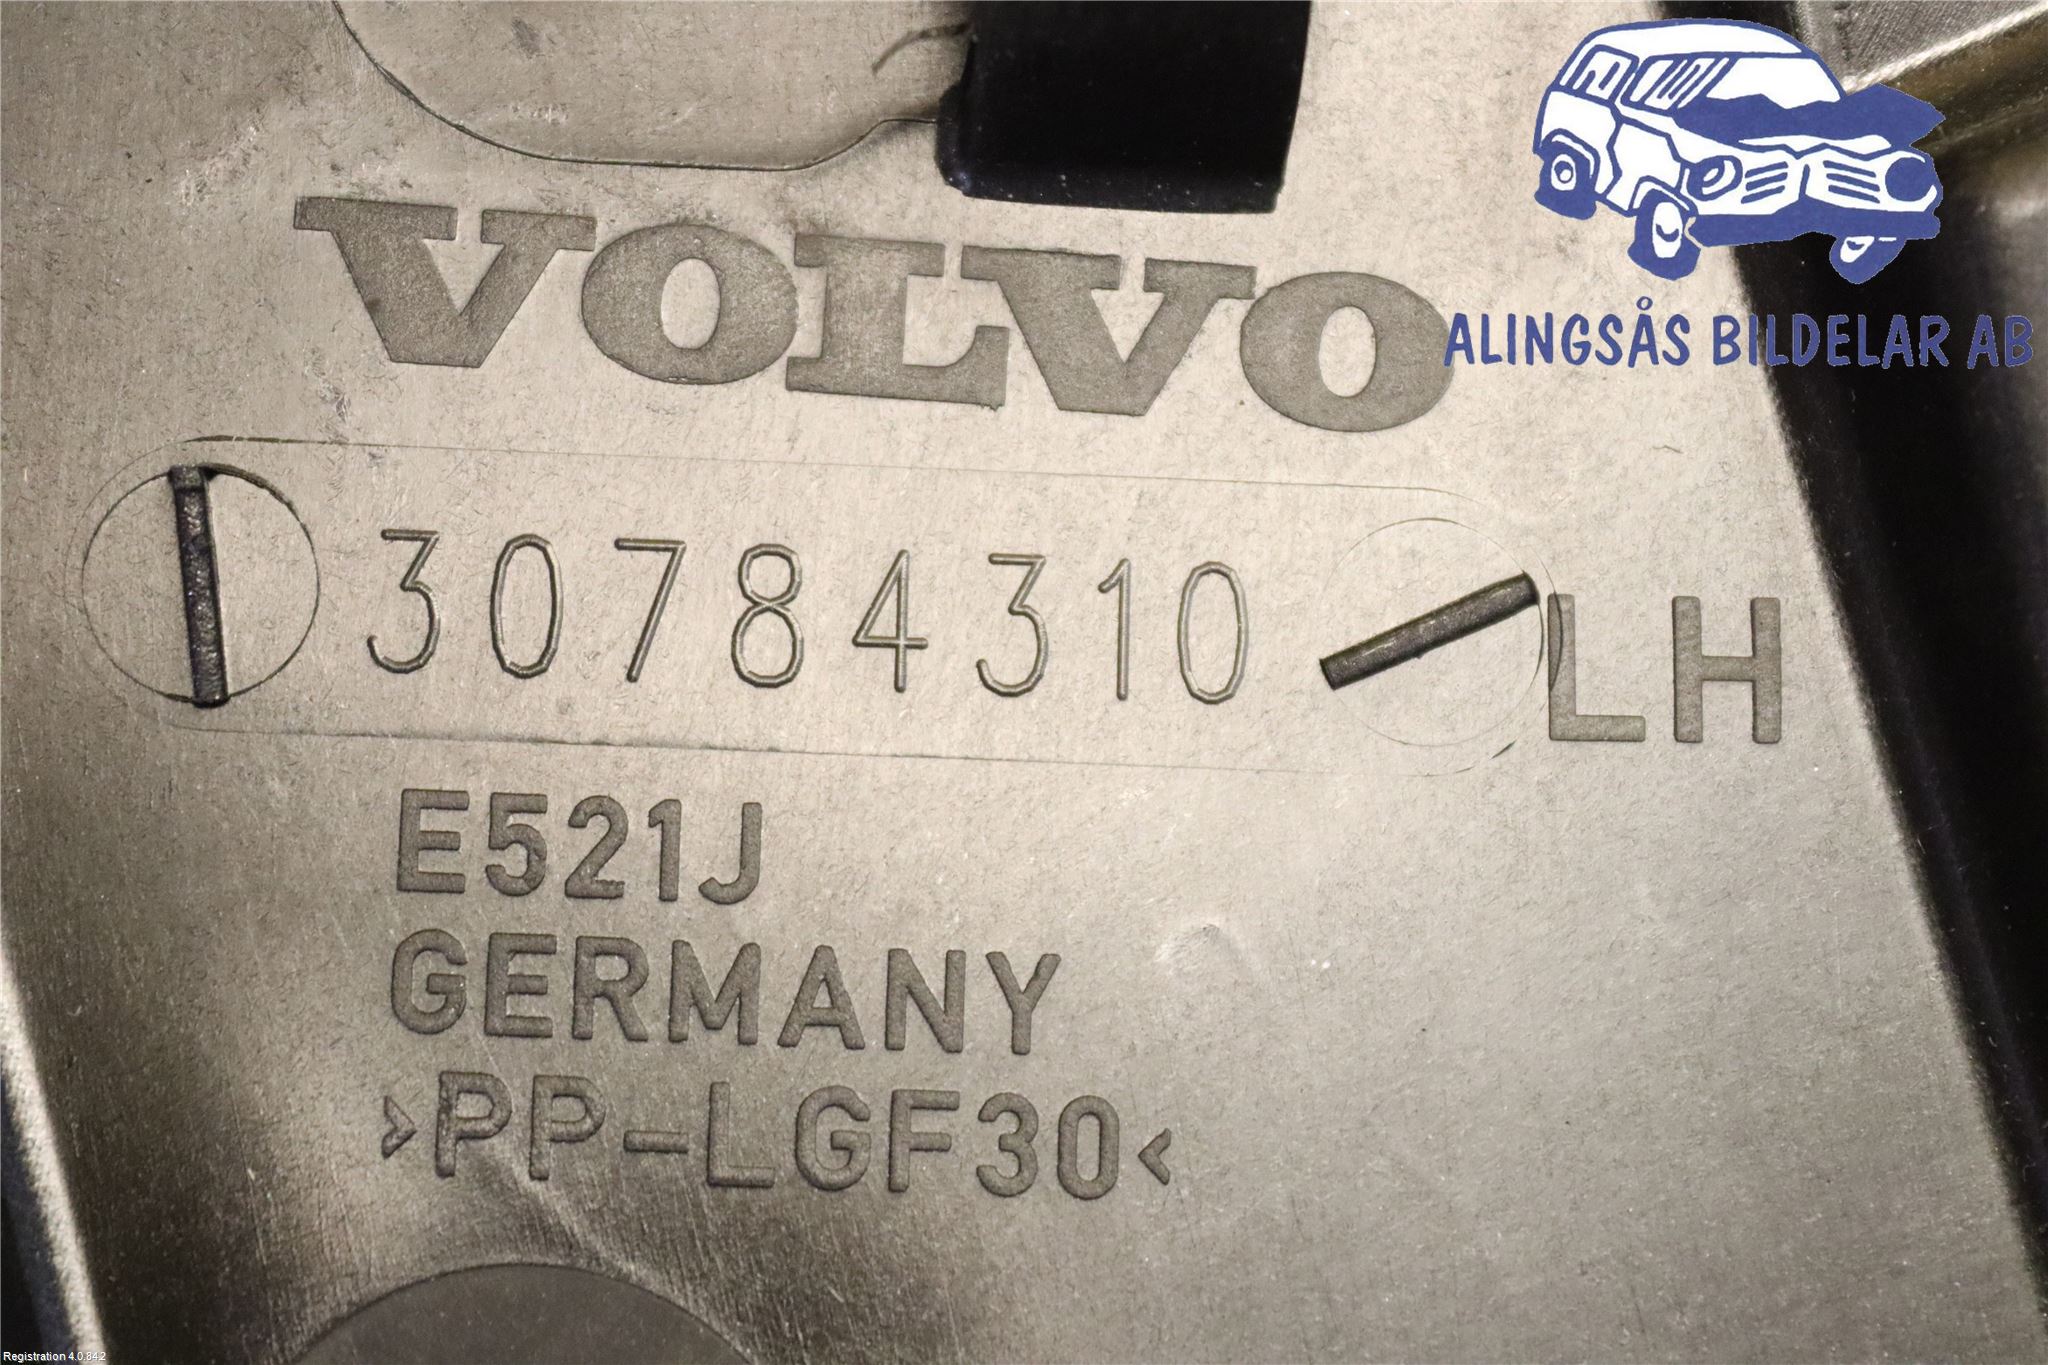 VOLVO
ALINGSÅS BILDELAR AB
30784310 LH
E521J
GERMANY
>PP-LGF30<
Registration 4.0.84.2